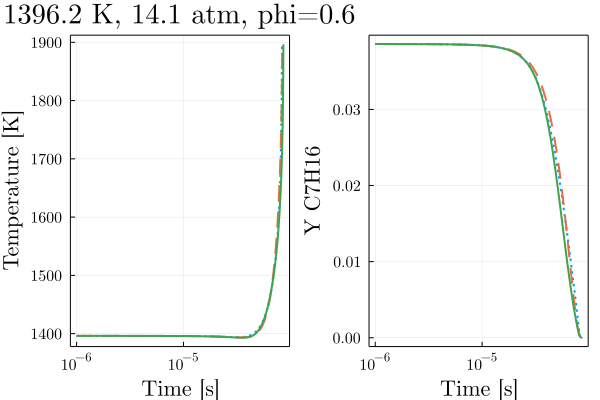 1396.2 K, 14.1 atm, phi=0.6
Temperature [K]
1900
1800
1700
1600
1500
1400
10⁻⁶
10⁻⁵
Time [s]
Y C7H16
0.03
0.02
0.01
0.00
10⁻⁶
10⁻⁵
Time [s]